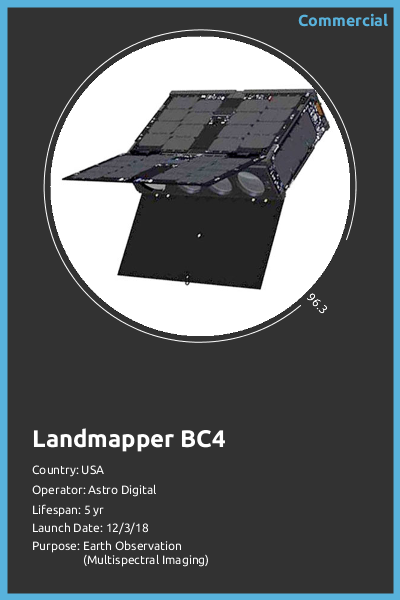 Commercial
96.3
Landmapper BC4
Country: USA
Operator: Astro Digital
Lifespan: 5 yr
Launch Date: 12/3/18
Purpose: Earth Observation
(Multispectral Imaging)